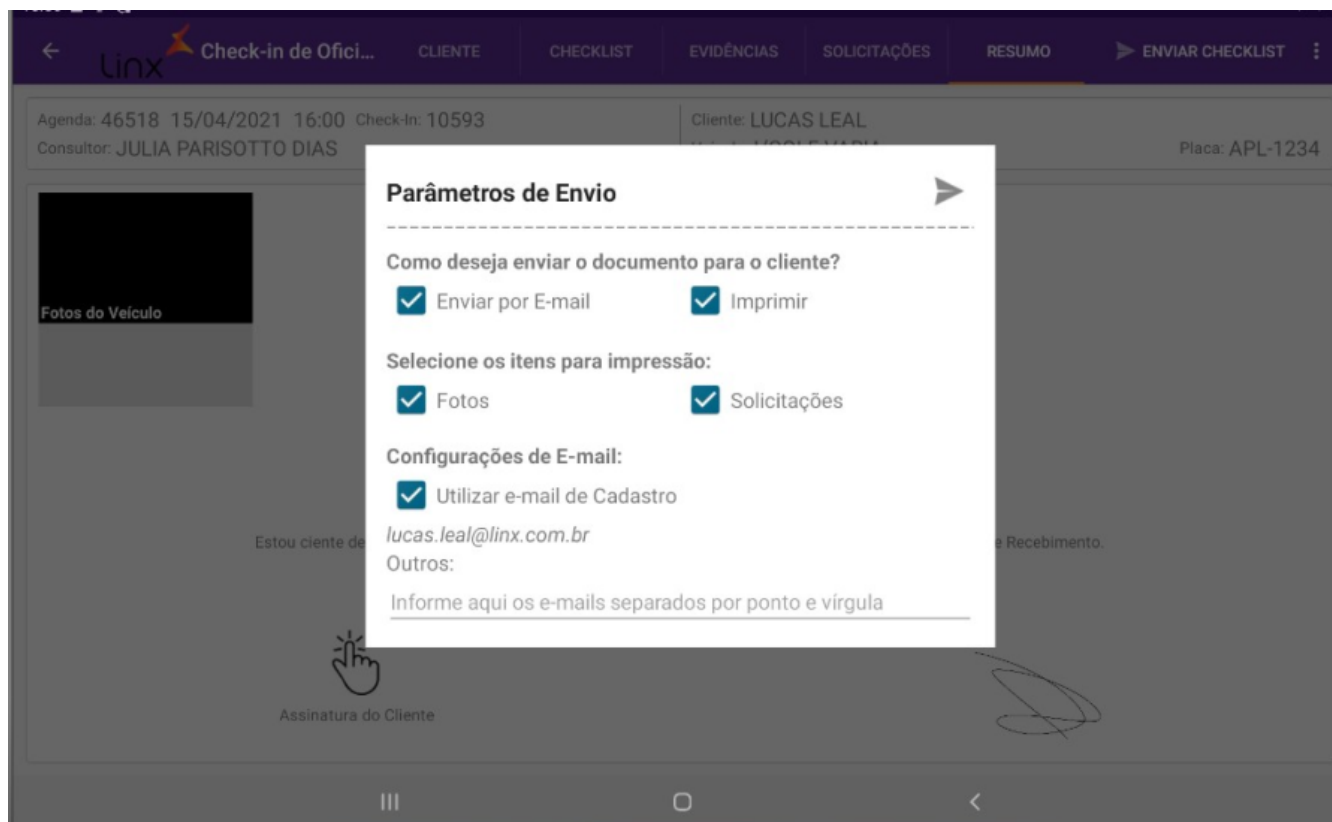 Linx Check-in de Ofici... CLIENTE CHECKLIST EVIDÊNCIAS SOLICITAÇÕES RESUMO ENVIAR CHECKLIST
Agenda: 46518 15/04/2021 16:00 Check-In: 10593 Cliente: LUCAS LEAL
Consultor: JULIA PARISOTTO DIAS Placa: APL-1234
Parâmetros de Envio
Como deseja enviar o documento para o cliente?
Enviar por E-mail Imprimir
Fotos do Veículo
Selecione os itens para impressão:
Fotos Solicitações
Configurações de E-mail:
Utilizar e-mail de Cadastro
lucas.leal@linx.com.br
Estou ciente de e Recebimento.
Outros:
Informe aqui os e-mails separados por ponto e vírgula
Assinatura do Cliente